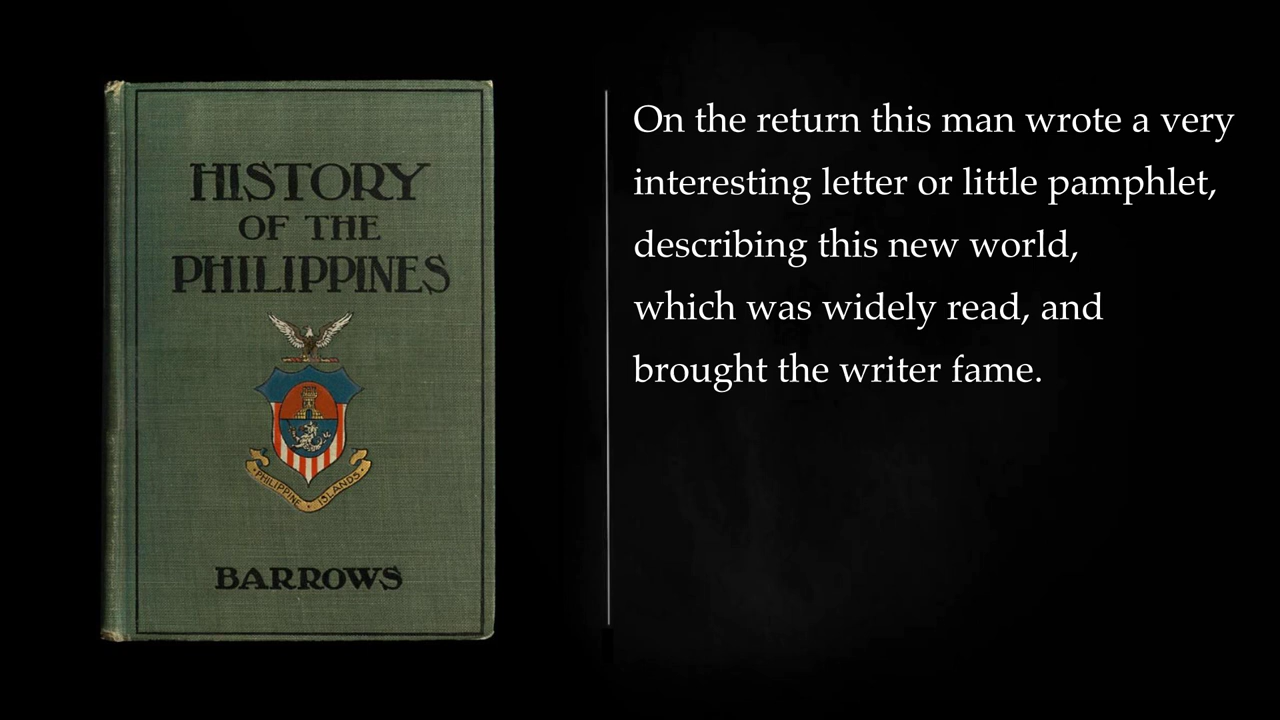 HISTORY
OF THE
PHILIPPINES
PHILIPPINE ISLANDS
BARROWS
On the return this man wrote a very
interesting letter or little pamphlet,
describing this new world,
which was widely read, and
brought the writer fame.